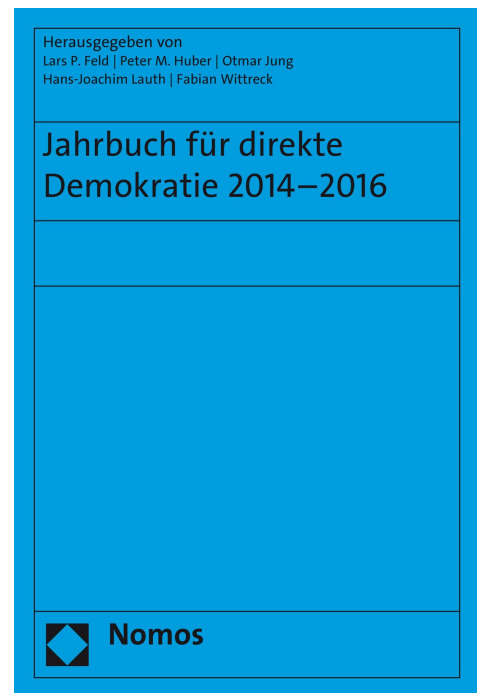 Herausgegeben von
Lars P. Feld | Peter M. Huber | Otmar Jung
Hans-Joachim Lauth | Fabian Wittreck
Jahrbuch für direkte
Demokratie 2014–2016
Nomos